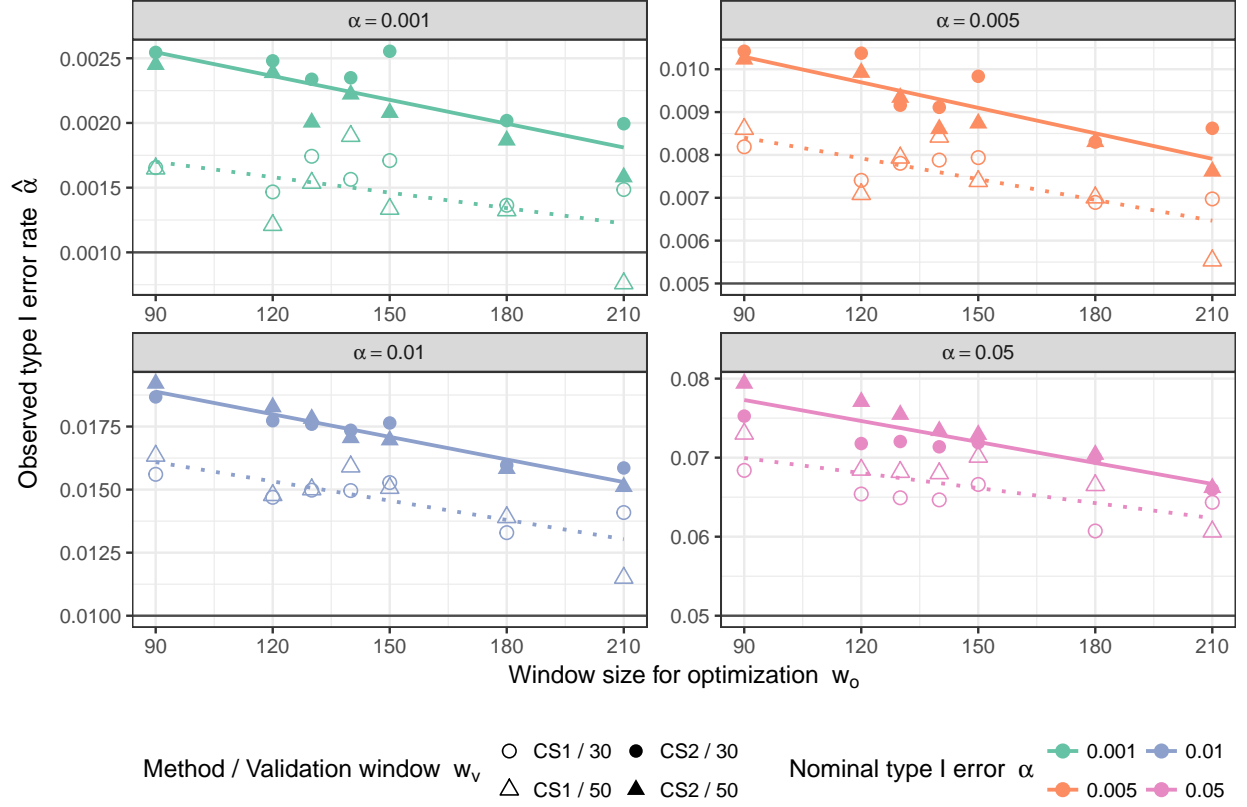 α = 0.001
α = 0.005
0.0025
0.0020
0.0015
0.0010
0.010
0.009
0.008
0.007
0.006
0.005
90 120 150 180 210
90 120 150 180 210
α = 0.01
α = 0.05
0.0175
0.0150
0.0125
0.0100
0.08
0.07
0.06
0.05
90 120 150 180 210
90 120 150 180 210
Observed type I error rate α̂
Window size for optimization wₒ
Method / Validation window wᵥ
CS1 / 30 CS2 / 30
CS1 / 50 CS2 / 50
Nominal type I error α
0.001 0.01
0.005 0.05